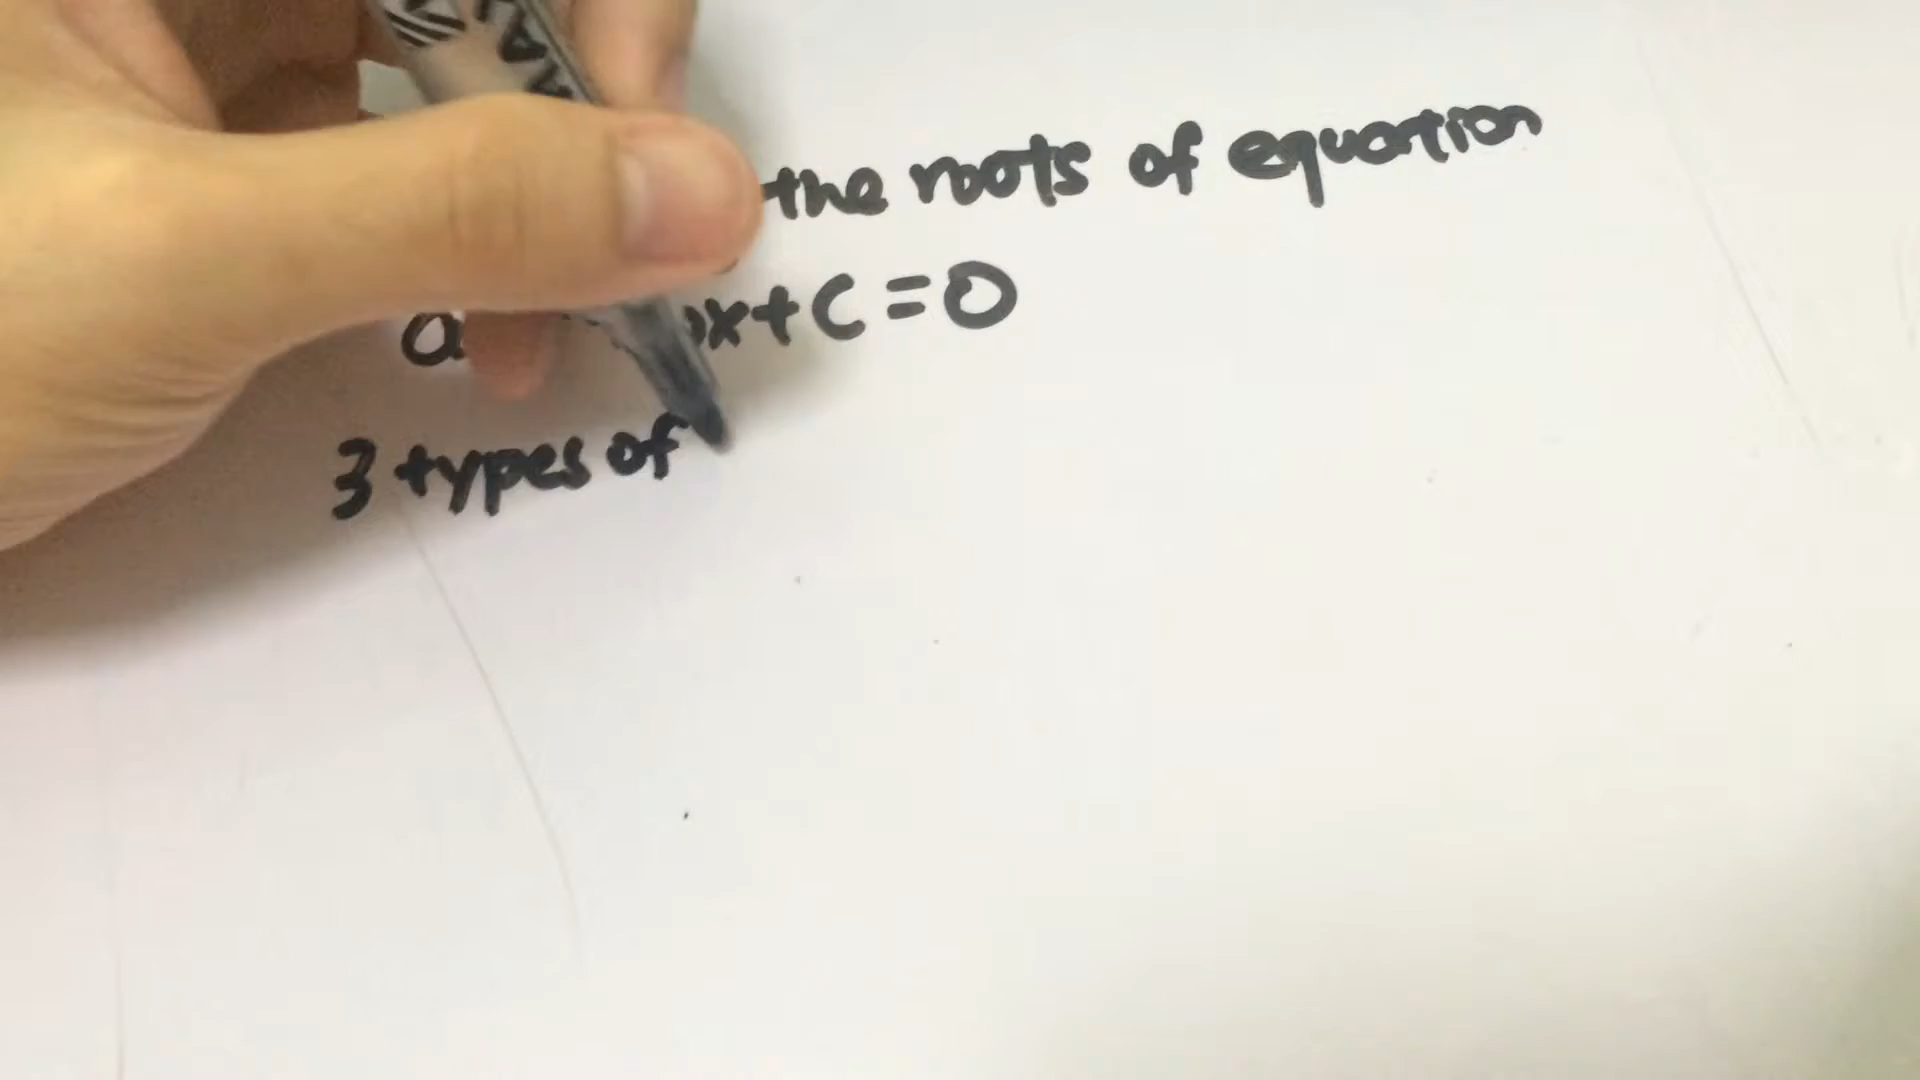 the roots of equation
a x+c=0
3 types of